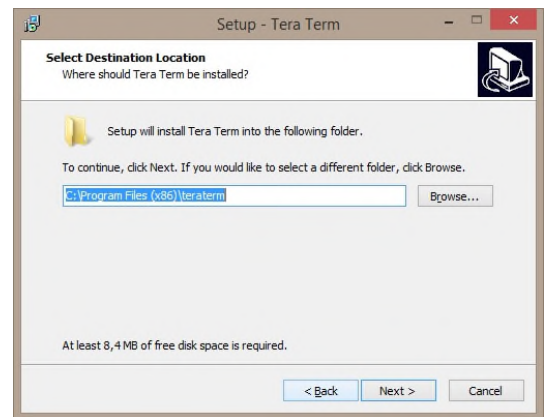 Setup - Tera Term
Select Destination Location
Where should Tera Term be installed?
Setup will install Tera Term into the following folder.
To continue, click Next. If you would like to select a different folder, click Browse.
C:\Program Files (x86)\teraterm
Browse...
At least 8,4 MB of free disk space is required.
< Back
Next >
Cancel